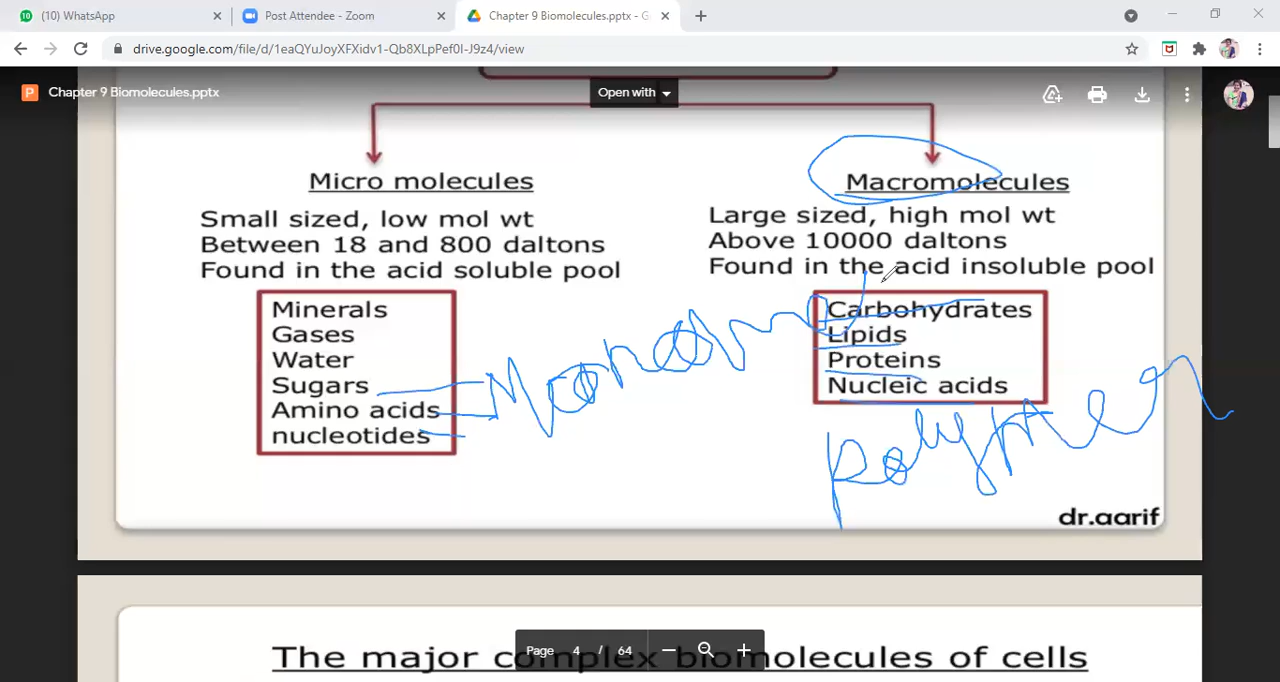 (10) WhatsApp
Post Attendee - Zoom
Chapter 9 Biomolecules.pptx - G
drive.google.com/file/d/1eaQYuJoyXFXidv1-Qb8XLpPef0I-J9z4/view
P Chapter 9 Biomolecules.pptx
Open with
Micro molecules
Small sized, low mol wt
Between 18 and 800 daltons
Found in the acid soluble pool
Minerals
Gases
Water
Sugars
Amino acids
nucleotides
Macromolecules
Large sized, high mol wt
Above 10000 daltons
Found in the acid insoluble pool
Carbohydrates
Lipids
Proteins
Nucleic acids
polymer
dr.aarif
The major complex biomolecules of cells
Page 4 / 64